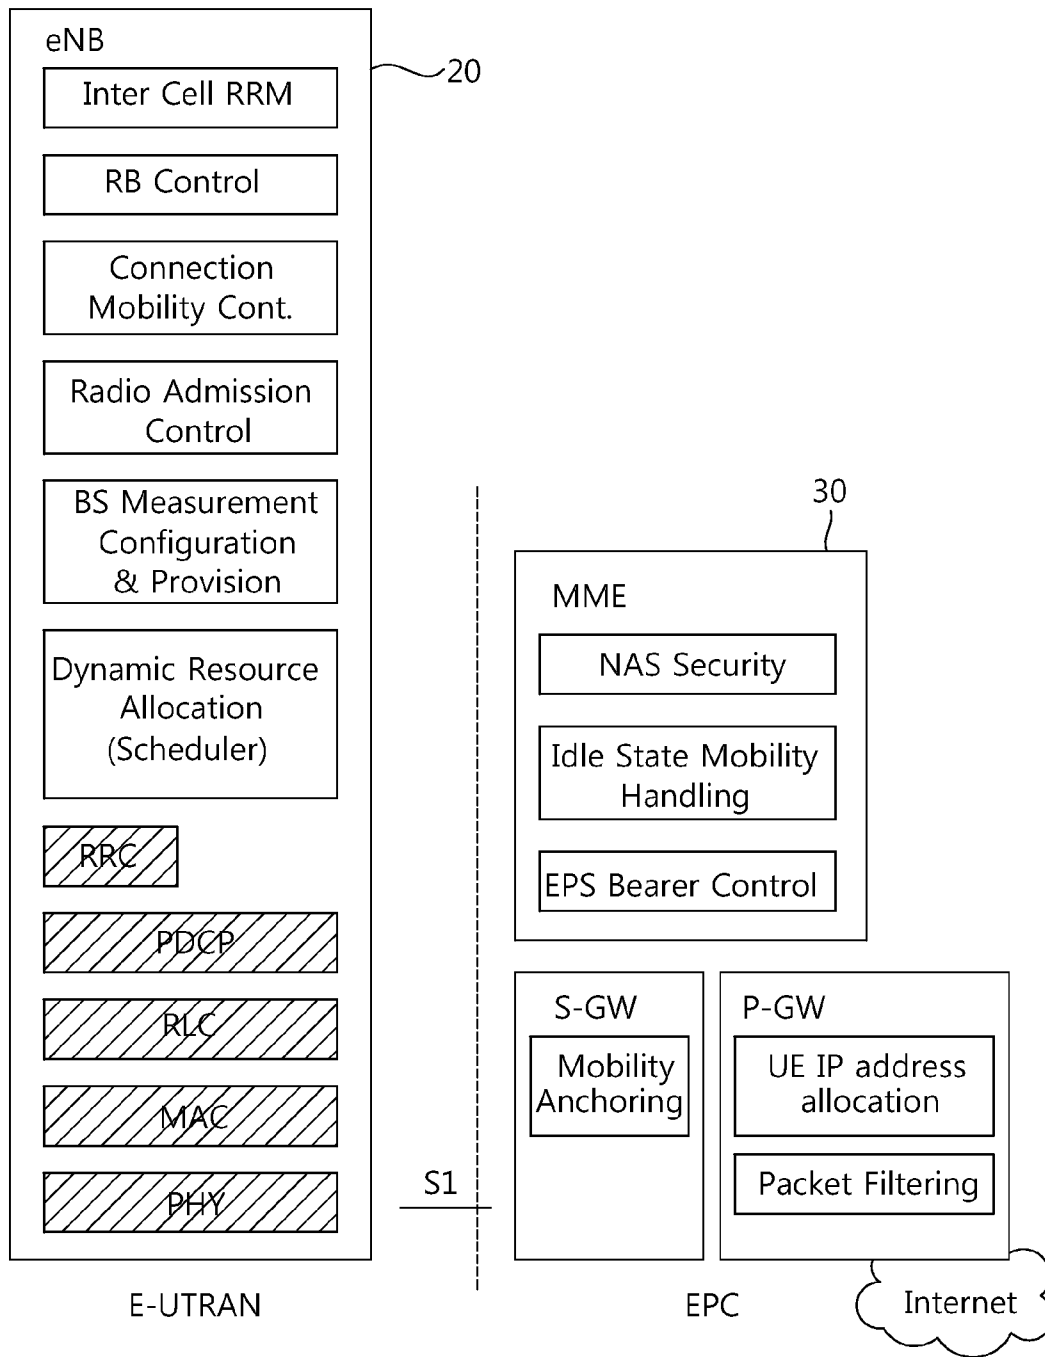 eNB
20
Inter Cell RRM
RB Control
Connection
Mobility Cont.
Radio Admission
Control
BS Measurement
Configuration
& Provision
Dynamic Resource
Allocation
(Scheduler)
RRC
PDCP
RLC
MAC
PHY
E-UTRAN
S1
30
MME
NAS Security
Idle State Mobility
Handling
EPS Bearer Control
S-GW
Mobility
Anchoring
P-GW
UE IP address
allocation
Packet Filtering
EPC
Internet